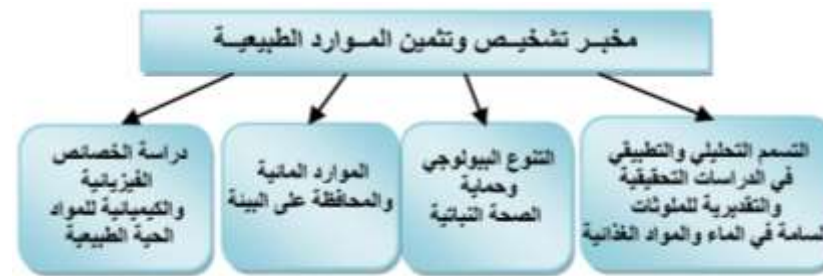 مخبر تشخيص وتثمين الموارد الطبيعية
التسمم التحليلي والتطبيقي
في الدراسات التحقيقية
والتقديرية للملوثات
السامة في الماء والمواد الغذائية
التنوع البيولوجي
وحماية
الصحة النباتية
الموارد المائية
والمحافظة على البيئة
دراسة الخصائص
الفيزيائية
والكيميائية للمواد
الحية الطبيعية